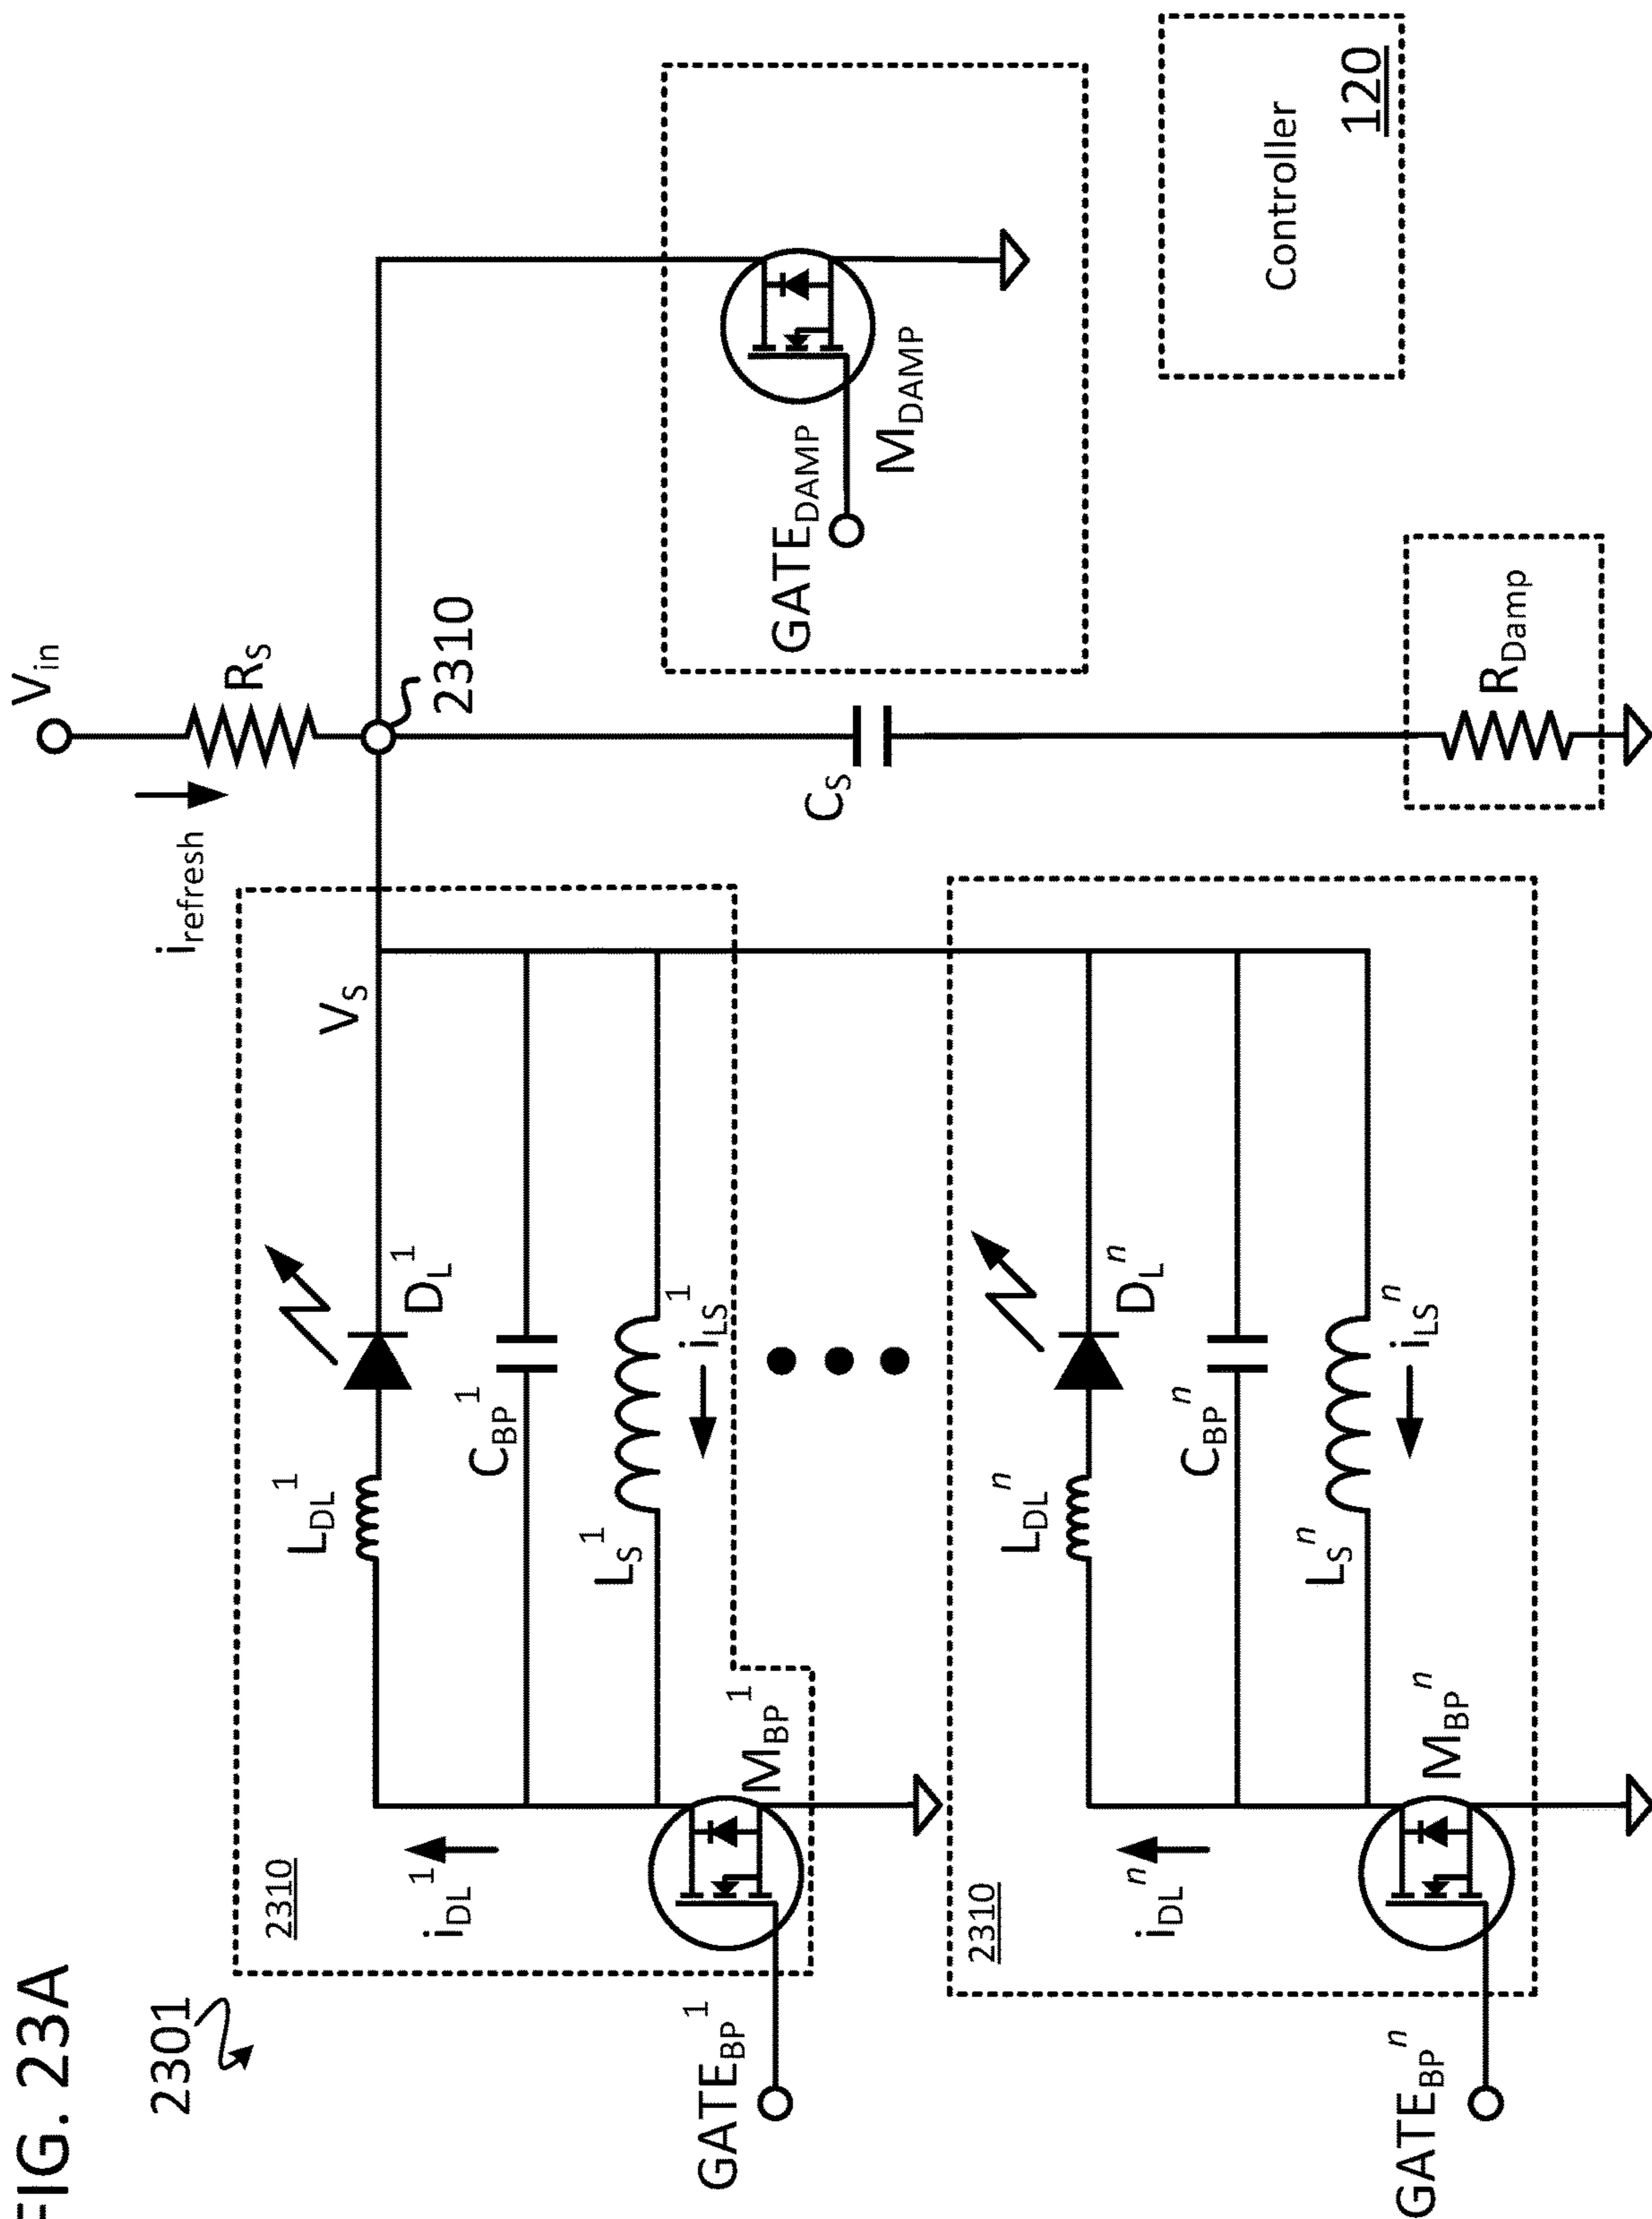 FIG. 23A
2301
V_in
R_S
i_refresh
2310
V_S
L_DL^1
D_L^1
C_BP^1
L_S^1
i_LS^1
2310
i_DL^1
M_BP^1
GATE_BP^1
C_S
GATE_DAMP
M_DAMP
Controller
120
R_Damp
L_DL^n
D_L^n
C_BP^n
L_S^n
i_LS^n
2310
i_DL^n
M_BP^n
GATE_BP^n